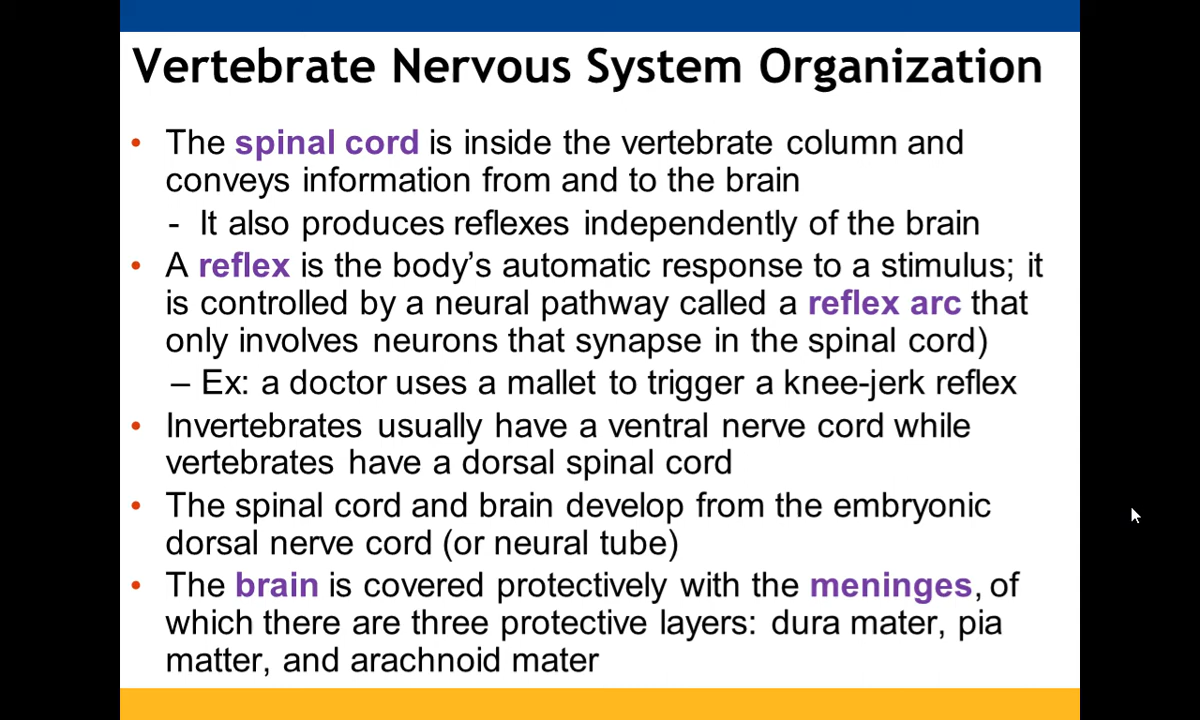 Vertebrate Nervous System Organization
• The spinal cord is inside the vertebrate column and
conveys information from and to the brain
- It also produces reflexes independently of the brain
• A reflex is the body’s automatic response to a stimulus; it
is controlled by a neural pathway called a reflex arc that
only involves neurons that synapse in the spinal cord)
– Ex: a doctor uses a mallet to trigger a knee-jerk reflex
• Invertebrates usually have a ventral nerve cord while
vertebrates have a dorsal spinal cord
• The spinal cord and brain develop from the embryonic
dorsal nerve cord (or neural tube)
• The brain is covered protectively with the meninges, of
which there are three protective layers: dura mater, pia
matter, and arachnoid mater